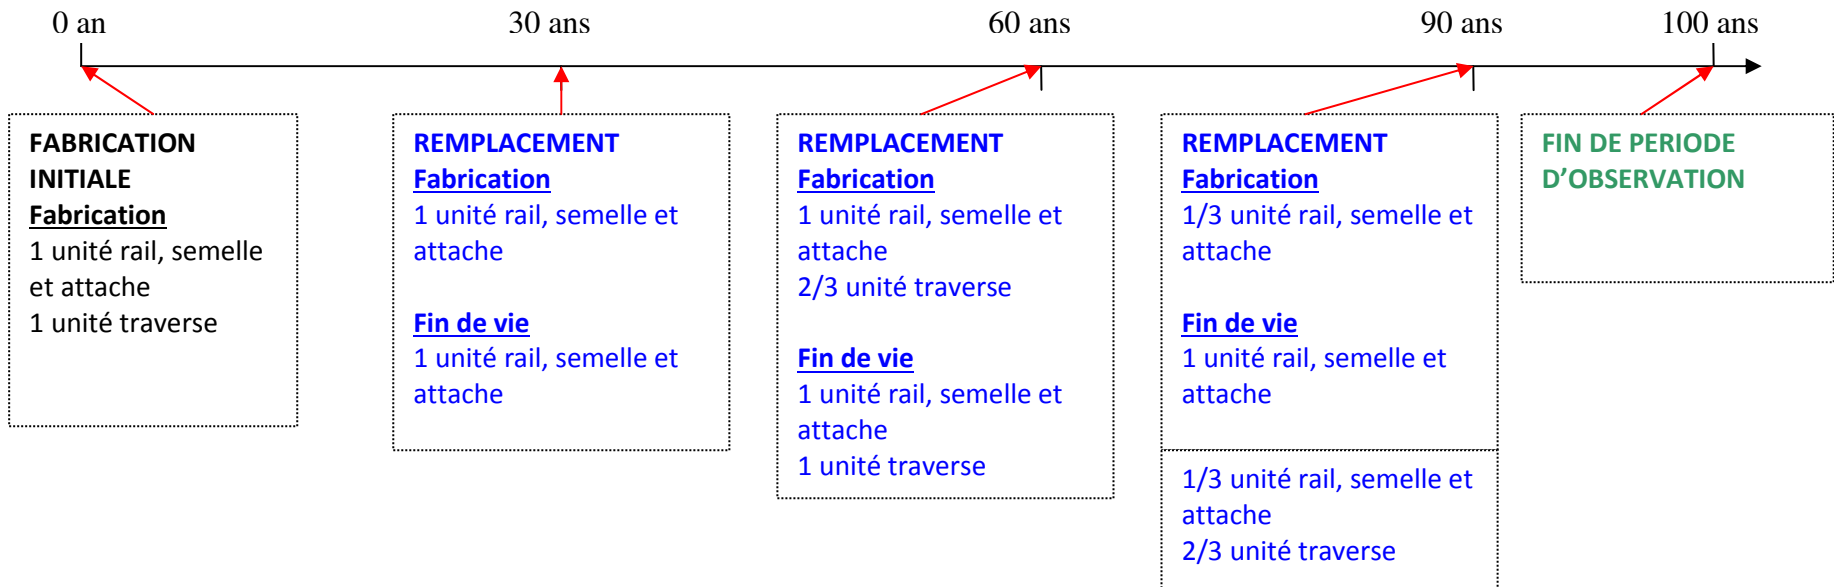 0 an
30 ans
60 ans
90 ans
100 ans
FABRICATION
INITIALE
Fabrication
1 unité rail, semelle
et attache
1 unité traverse
REMPLACEMENT
Fabrication
1 unité rail, semelle et
attache
Fin de vie
1 unité rail, semelle et
attache
REMPLACEMENT
Fabrication
1 unité rail, semelle et
attache
2/3 unité traverse
Fin de vie
1 unité rail, semelle et
attache
1 unité traverse
REMPLACEMENT
Fabrication
1/3 unité rail, semelle et
attache
Fin de vie
1 unité rail, semelle et
attache
1/3 unité rail, semelle et
attache
2/3 unité traverse
FIN DE PERIODE
D’OBSERVATION